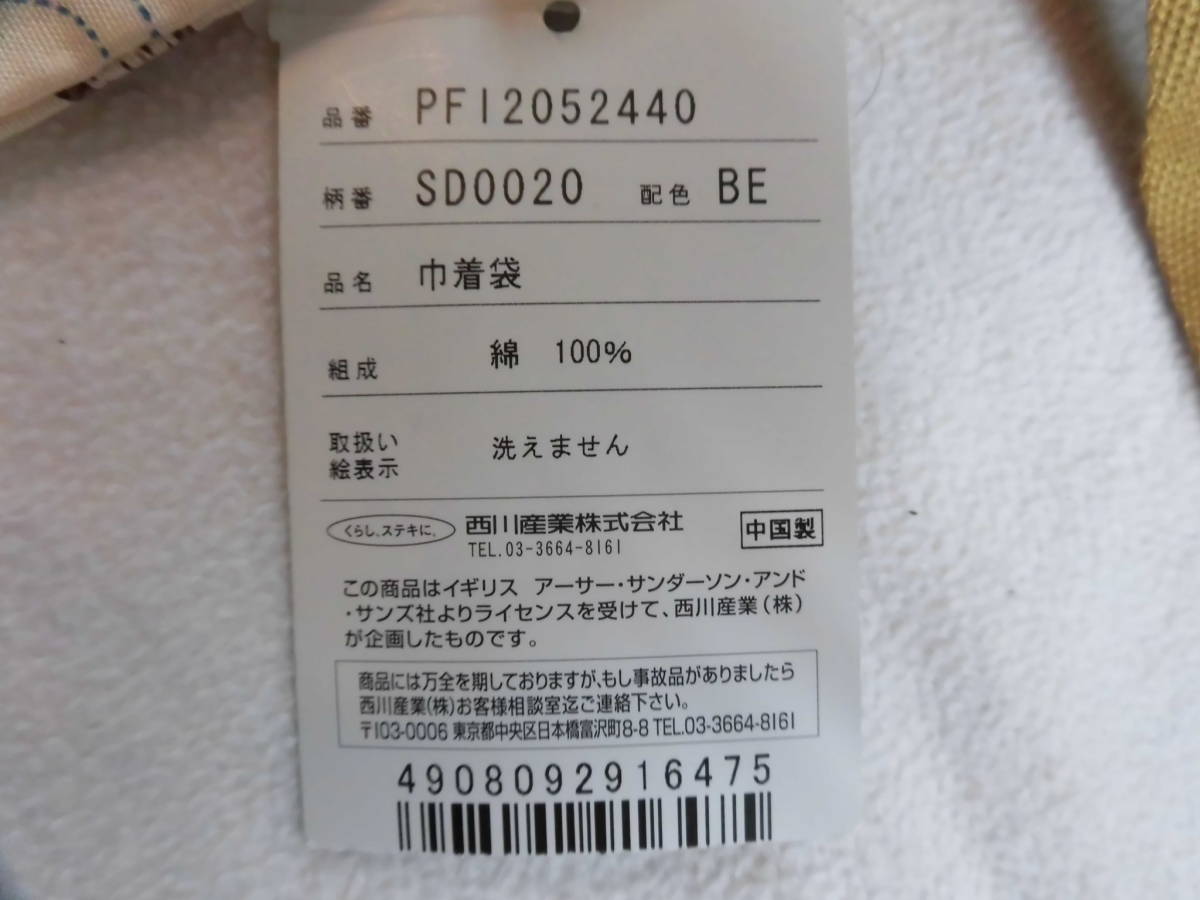 品番 PF12052440
柄番 SD0020 配色 BE
品名 巾着袋
組成 綿 100%
取扱い
絵表示 洗えません
くらし、ステキに。 西川産業株式会社 中国製
TEL.03-3664-8161
この商品はイギリス アーサー・サンダーソン・アンド
・サンズ社よりライセンスを受けて、西川産業(株)
が企画したものです。
商品には万全を期しておりますが、もし事故品がありましたら
西川産業(株)お客様相談室迄ご連絡下さい。
〒103-0006 東京都中央区日本橋富沢町8-8 TEL.03-3664-8161
4908092916475